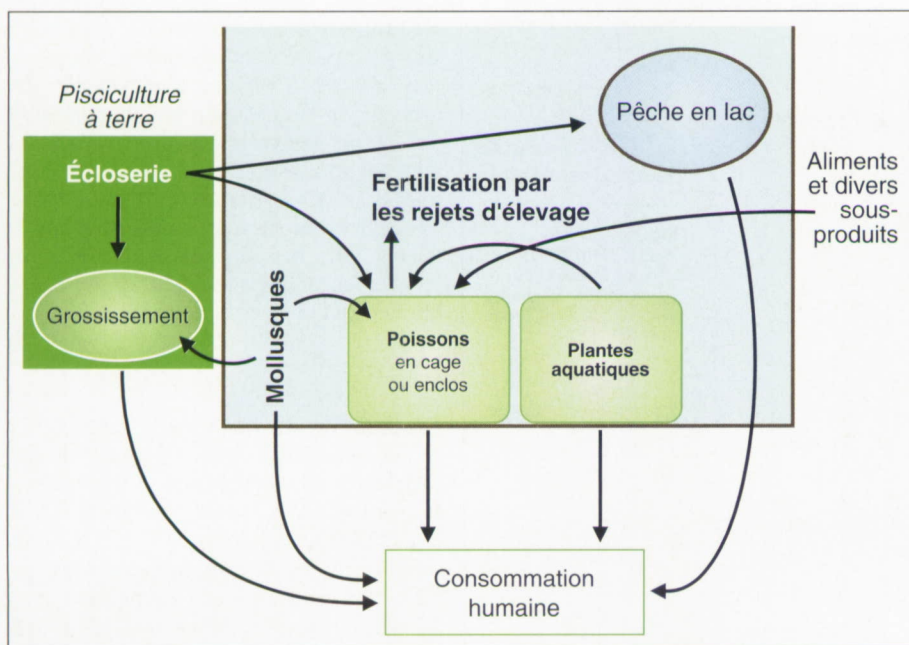 Pisciculture
à terre
Écloserie
Grossissement
Mollusques
Fertilisation par
les rejets d'élevage
Pêche en lac
Aliments
et divers
sous-
produits
Poissons
en cage
ou enclos
Plantes
aquatiques
Consommation
humaine